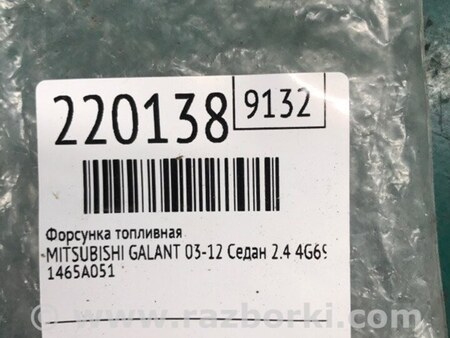 220138
9132
Форсунка топливная
MITSUBISHI GALANT 03-12 Седан 2.4 4G69
1465A051
www.razborki.com